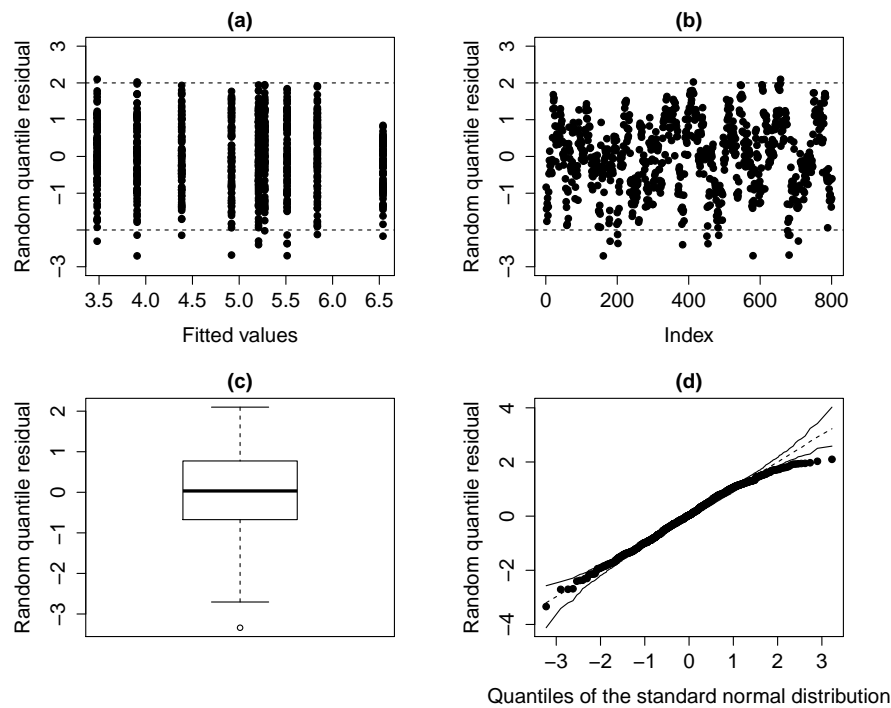 (a)
Random quantile residual
3
2
1
0
−1
−3
3.5 4.0 4.5 5.0 5.5 6.0 6.5
Fitted values
(b)
Random quantile residual
3
2
1
0
−1
−3
0 200 400 600 800
Index
(c)
Random quantile residual
2
1
0
−1
−2
−3
(d)
Random quantile residual
4
2
0
−2
−4
−3 −2 −1 0 1 2 3
Quantiles of the standard normal distribution